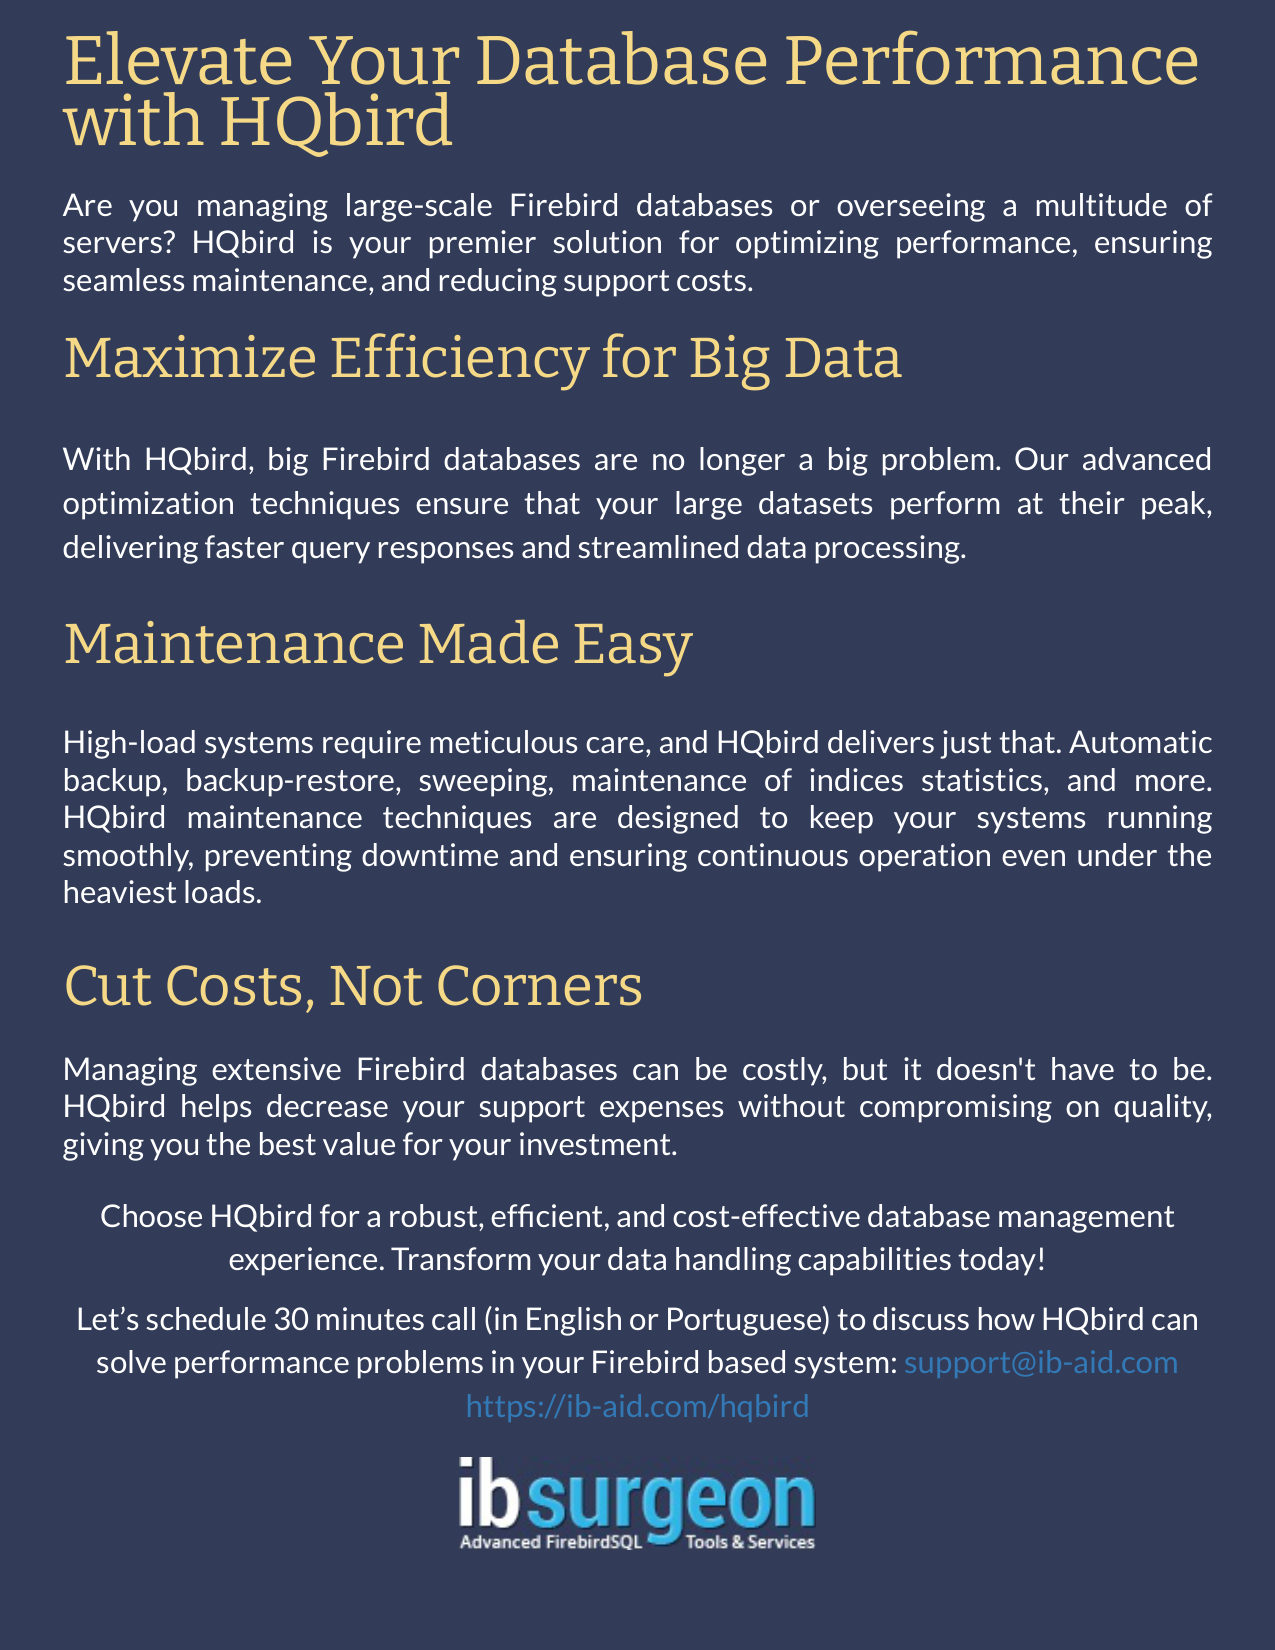 Elevate Your Database Performance
with HQbird
Are you managing large-scale Firebird databases or overseeing a multitude of
servers? HQbird is your premier solution for optimizing performance, ensuring
seamless maintenance, and reducing support costs.
Maximize Efficiency for Big Data
With HQbird, big Firebird databases are no longer a big problem. Our advanced
optimization techniques ensure that your large datasets perform at their peak,
delivering faster query responses and streamlined data processing.
Maintenance Made Easy
High-load systems require meticulous care, and HQbird delivers just that. Automatic
backup, backup-restore, sweeping, maintenance of indices statistics, and more.
HQbird maintenance techniques are designed to keep your systems running
smoothly, preventing downtime and ensuring continuous operation even under the
heaviest loads.
Cut Costs, Not Corners
Managing extensive Firebird databases can be costly, but it doesn't have to be.
HQbird helps decrease your support expenses without compromising on quality,
giving you the best value for your investment.
Choose HQbird for a robust, efficient, and cost-effective database management
experience. Transform your data handling capabilities today!
Let’s schedule 30 minutes call (in English or Portuguese) to discuss how HQbird can
solve performance problems in your Firebird based system: support@ib-aid.com
https://ib-aid.com/hqbird
ibsurgeon
Advanced FirebirdSQL Tools & Services